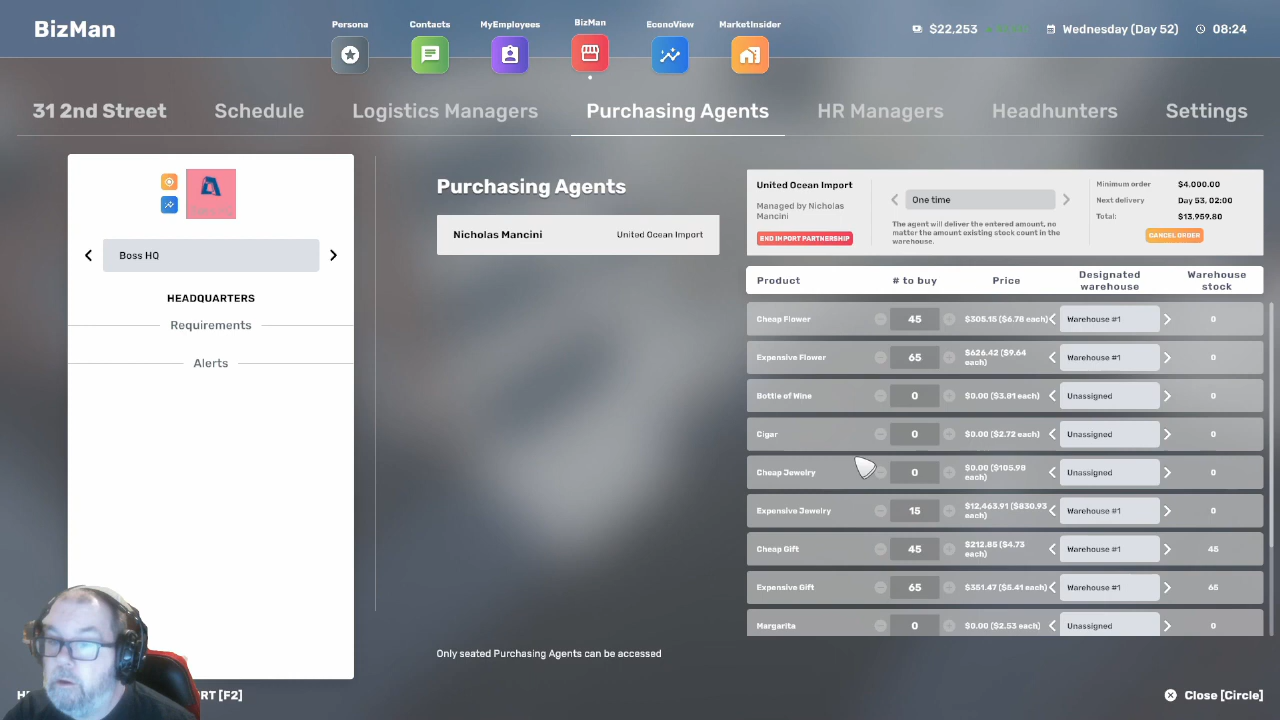 BizMan
Persona
Contacts
MyEmployees
BizMan
EconoView
MarketInsider
$22,253
Wednesday (Day 52)
08:24
31 2nd Street
Schedule
Logistics Managers
Purchasing Agents
HR Managers
Headhunters
Settings
Boss HQ
HEADQUARTERS
Requirements
Alerts
Purchasing Agents
Nicholas Mancini
United Ocean Import
Only seated Purchasing Agents can be accessed
United Ocean Import
Managed by Nicholas
Mancini
END IMPORT PARTNERSHIP
One time
The agent will deliver the entered amount, no
matter the amount existing stock count in the
warehouse.
Minimum order $4,000.00
Next delivery Day 53, 02:00
Total: $13,959.80
CANCEL ORDER
Product # to buy Price Designated warehouse Warehouse stock
Cheap Flower 45 $305.15 ($6.78 each) Warehouse #1 0
Expensive Flower 65 $626.42 ($9.64 each) Warehouse #1 0
Bottle of Wine 0 $0.00 ($3.81 each) Unassigned 0
Cigar 0 $0.00 ($2.72 each) Unassigned 0
Cheap Jewelry 0 $0.00 ($105.98 each) Unassigned 0
Expensive Jewelry 15 $12,463.91 ($830.93 each) Warehouse #1 0
Cheap Gift 45 $212.85 ($4.73 each) Warehouse #1 45
Expensive Gift 65 $351.47 ($5.41 each) Warehouse #1 65
Margarita 0 $0.00 ($2.53 each) Unassigned 0
[F2]
Close [Circle]